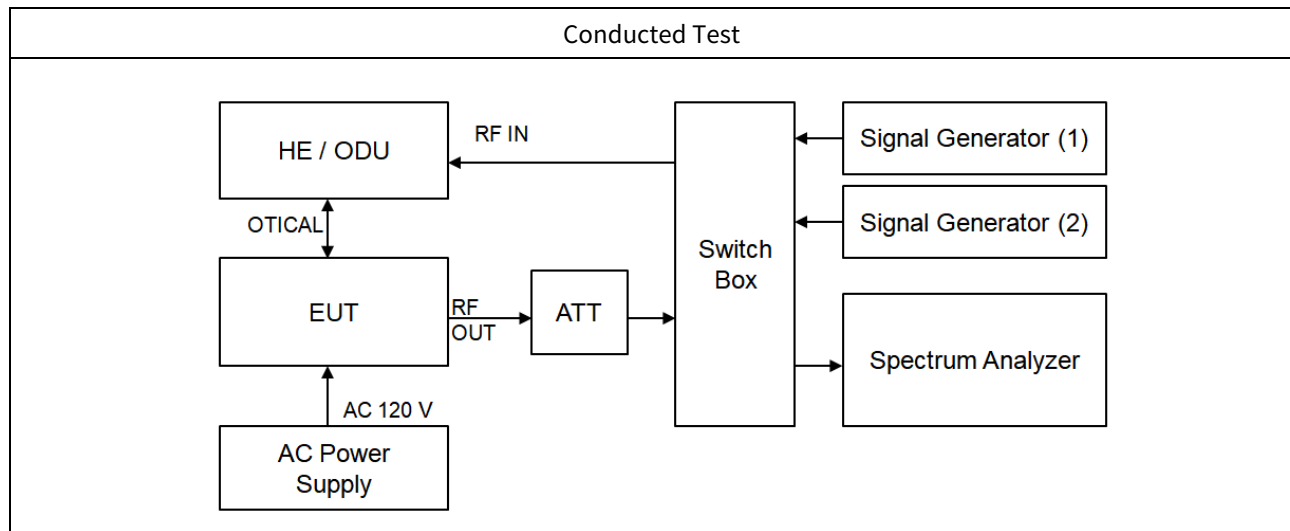 Conducted Test
HE / ODU
RF IN
Signal Generator (1)
Signal Generator (2)
OTICAL
Switch
Box
EUT
RF
OUT
ATT
Spectrum Analyzer
AC 120 V
AC Power
Supply